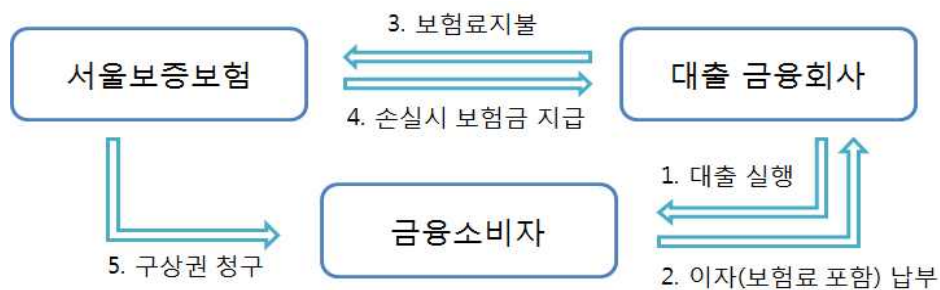 3. 보험료지불
서울보증보험
대출 금융회사
4. 손실시 보험금 지급
1. 대출 실행
금융소비자
5. 구상권 청구
2. 이자(보험료 포함) 납부